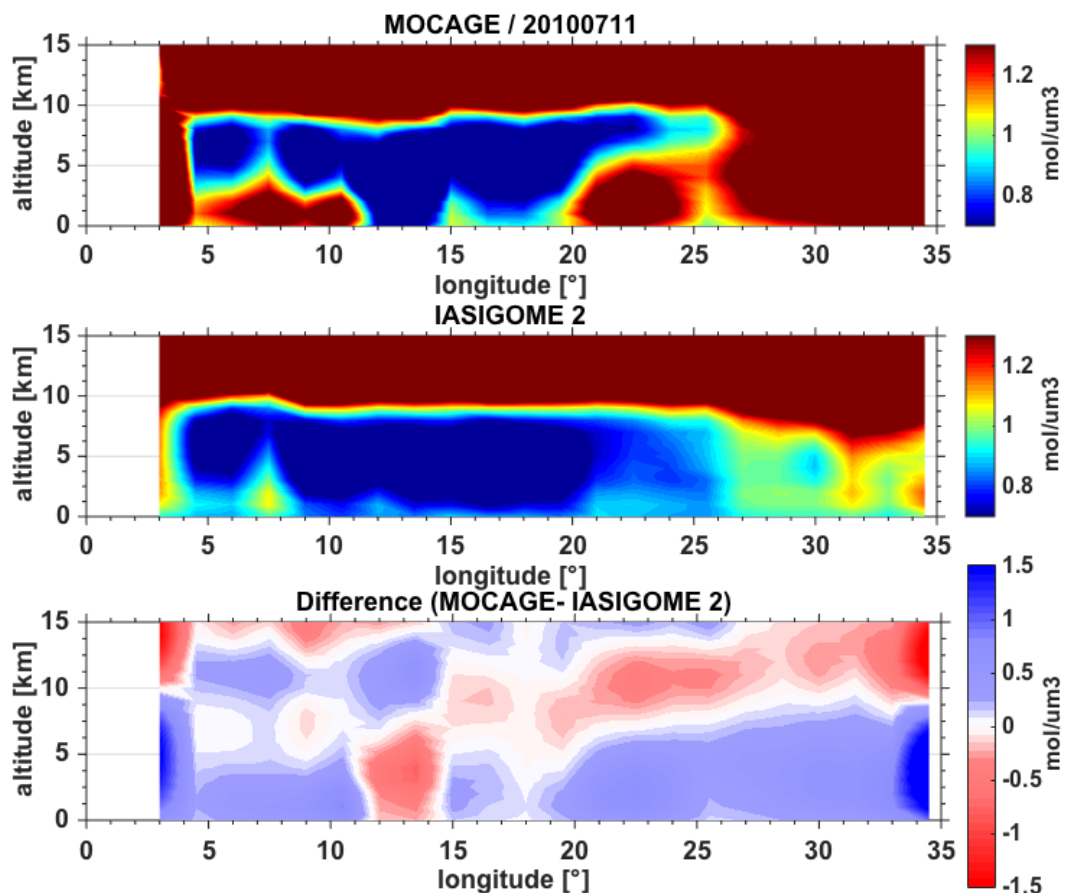 MOCAGE / 20100711
15
10
5
0
altitude [km]
0 5 10 15 20 25 30 35
longitude [°]
1.2
1
0.8
mol/um3
IASIGOME 2
15
10
5
0
altitude [km]
0 5 10 15 20 25 30 35
longitude [°]
1.2
1
0.8
mol/um3
Difference (MOCAGE- IASIGOME 2)
15
10
5
0
altitude [km]
0 5 10 15 20 25 30 35
longitude [°]
1.5
1
0.5
0
-0.5
-1
-1.5
mol/um3